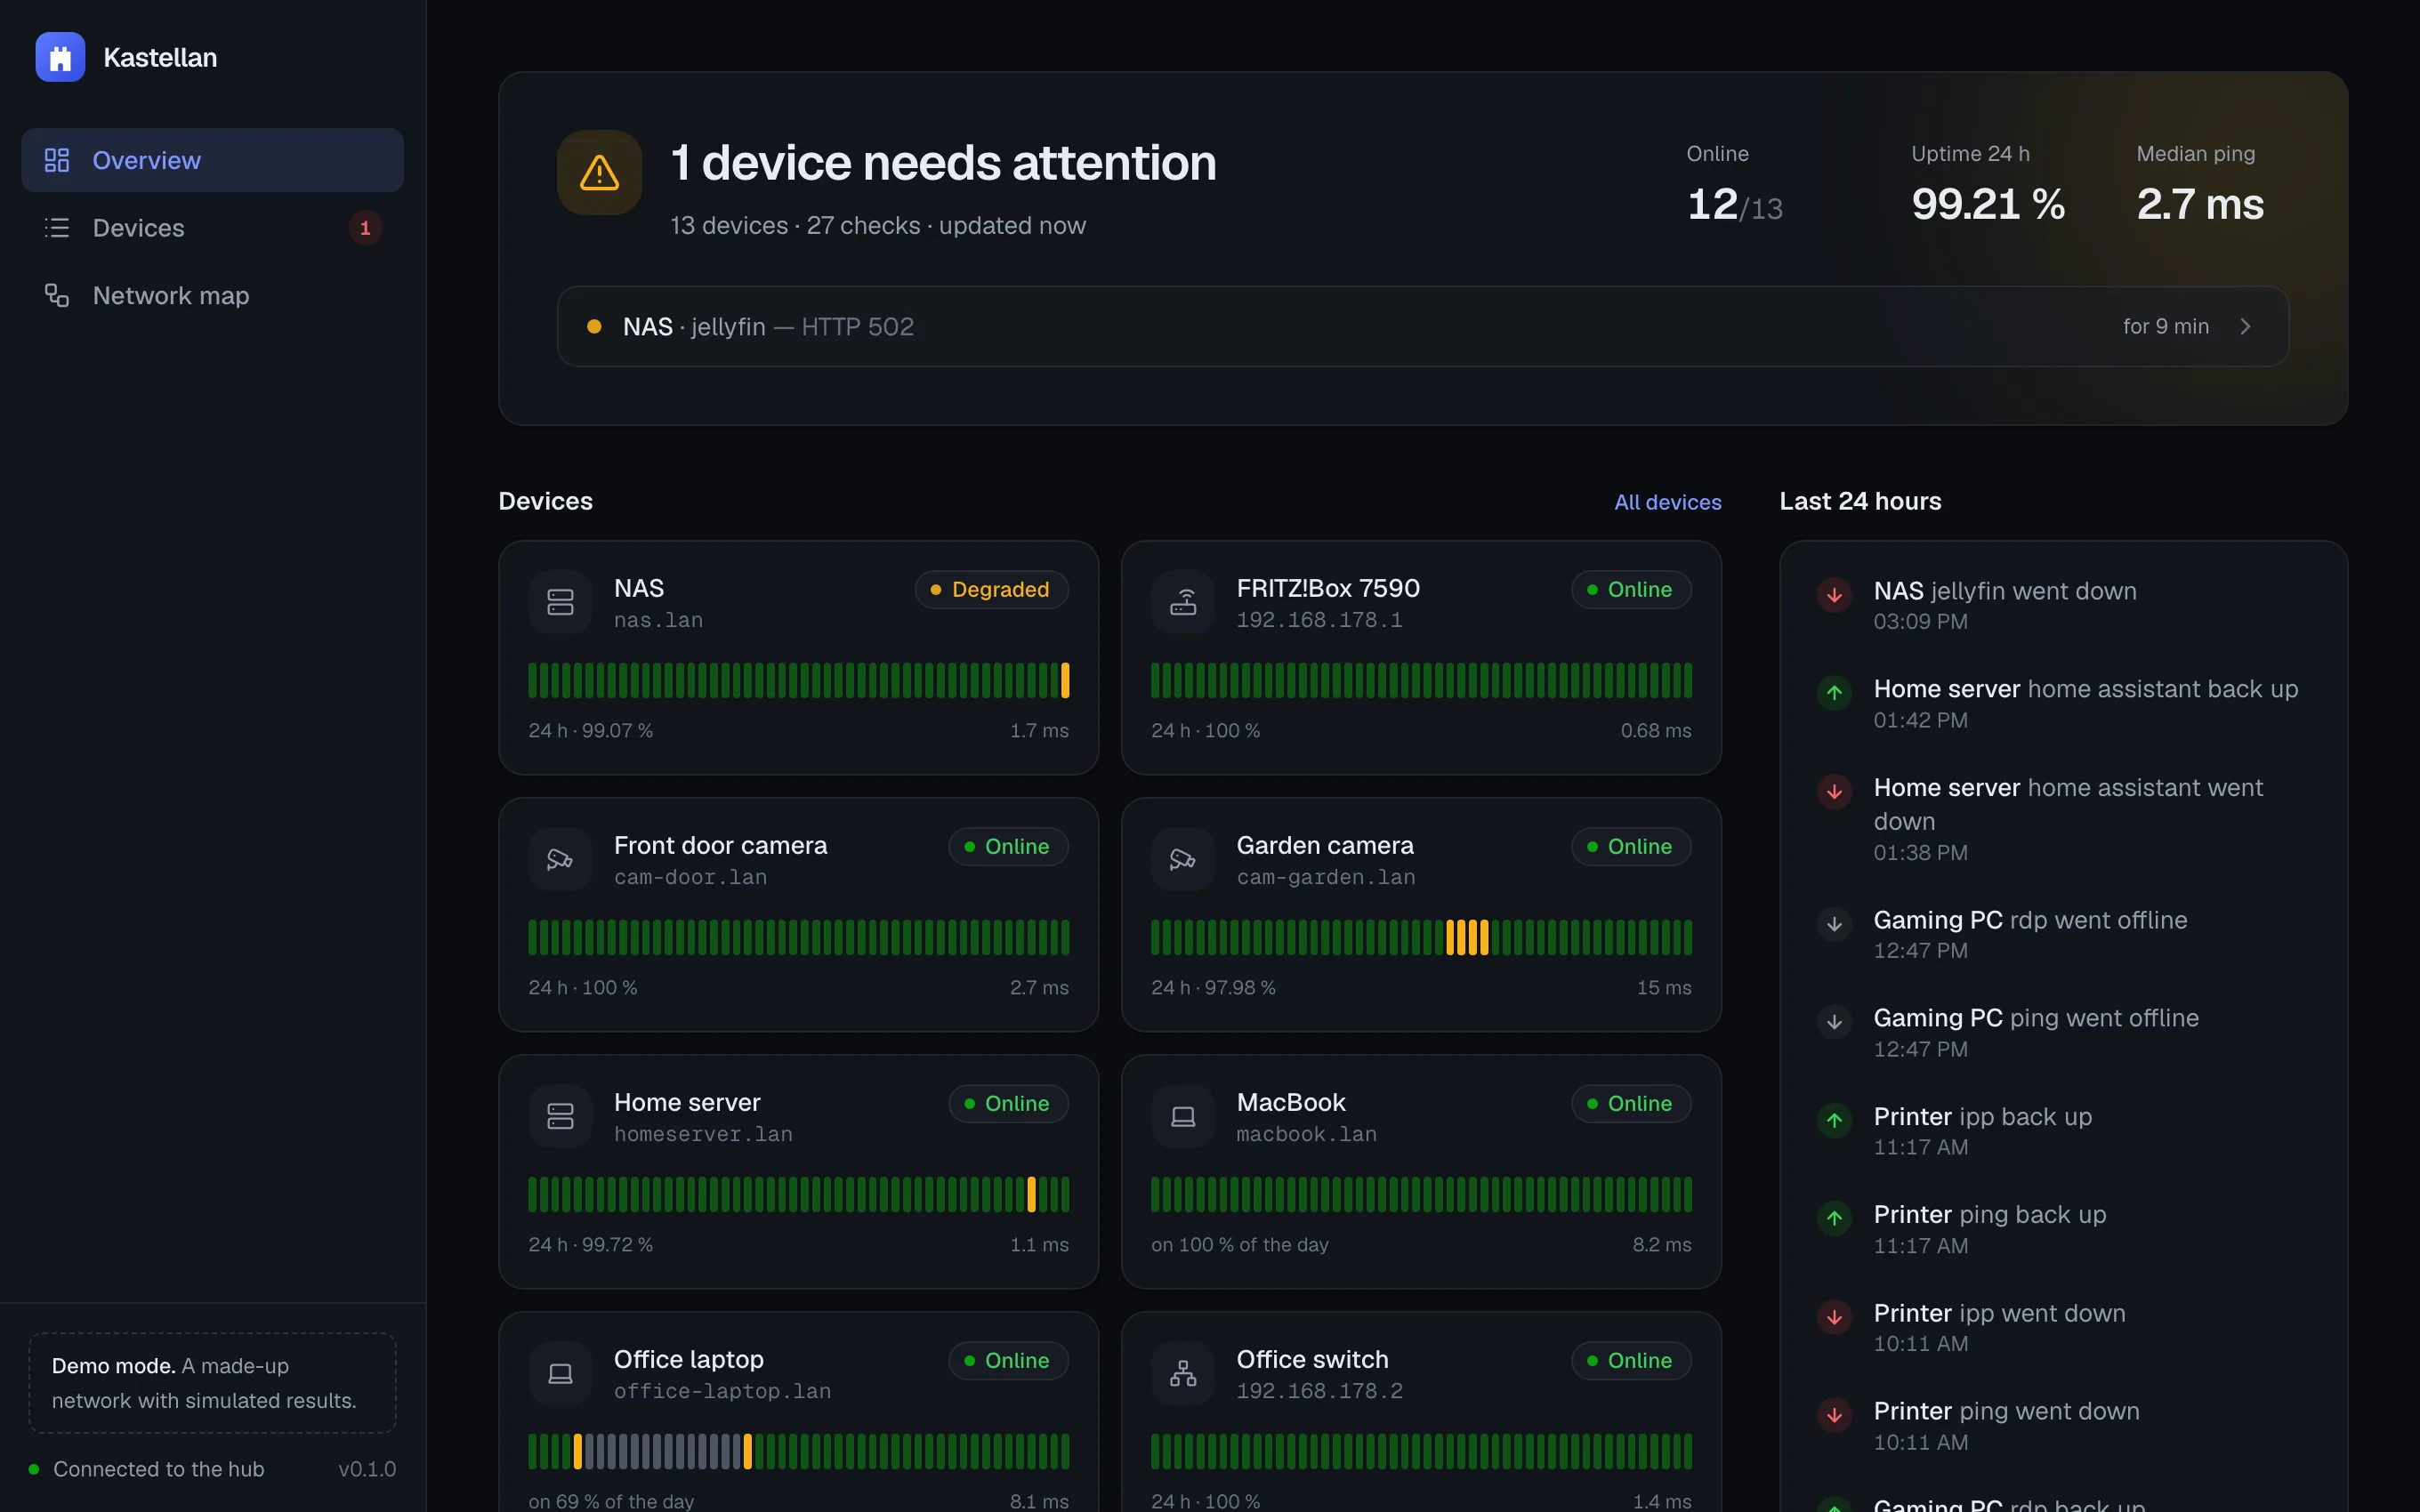 Kastellan
Overview
Devices
1
Network map
Demo mode. A made-up
network with simulated results.
Connected to the hub
v0.1.0
1 device needs attention
13 devices · 27 checks · updated now
Online
12/13
Uptime 24 h
99.21 %
Median ping
2.7 ms
NAS · jellyfin — HTTP 502
for 9 min
Devices
All devices
NAS
nas.lan
Degraded
24 h · 99.07 %
1.7 ms
FRITZ!Box 7590
192.168.178.1
Online
24 h · 100 %
0.68 ms
Front door camera
cam-door.lan
Online
24 h · 100 %
2.7 ms
Garden camera
cam-garden.lan
Online
24 h · 97.98 %
15 ms
Home server
homeserver.lan
Online
24 h · 99.72 %
1.1 ms
MacBook
macbook.lan
Online
on 100 % of the day
8.2 ms
Office laptop
office-laptop.lan
Online
on 69 % of the day
8.1 ms
Office switch
192.168.178.2
Online
24 h · 100 %
1.4 ms
Last 24 hours
NAS jellyfin went down
03:09 PM
Home server home assistant back up
01:42 PM
Home server home assistant went
down
01:38 PM
Gaming PC rdp went offline
12:47 PM
Gaming PC ping went offline
12:47 PM
Printer ipp back up
11:17 AM
Printer ping back up
11:17 AM
Printer ipp went down
10:11 AM
Printer ping went down
10:11 AM
Gaming PC rdp back up